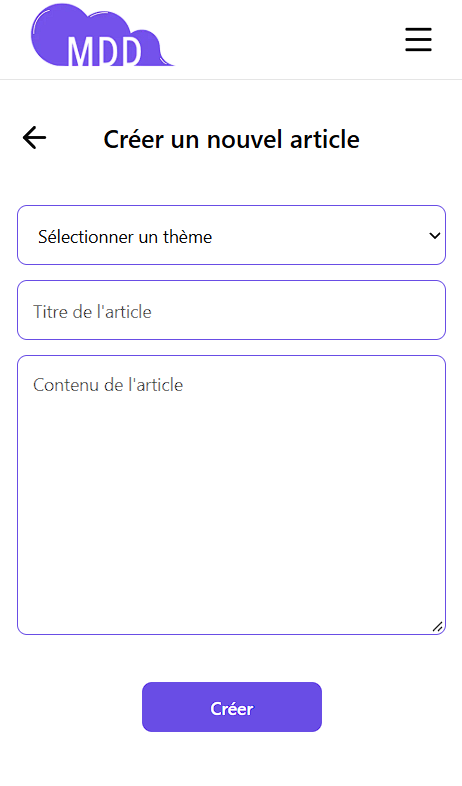 MDD
Créer un nouvel article
Sélectionner un thème
Titre de l'article
Contenu de l'article
Créer